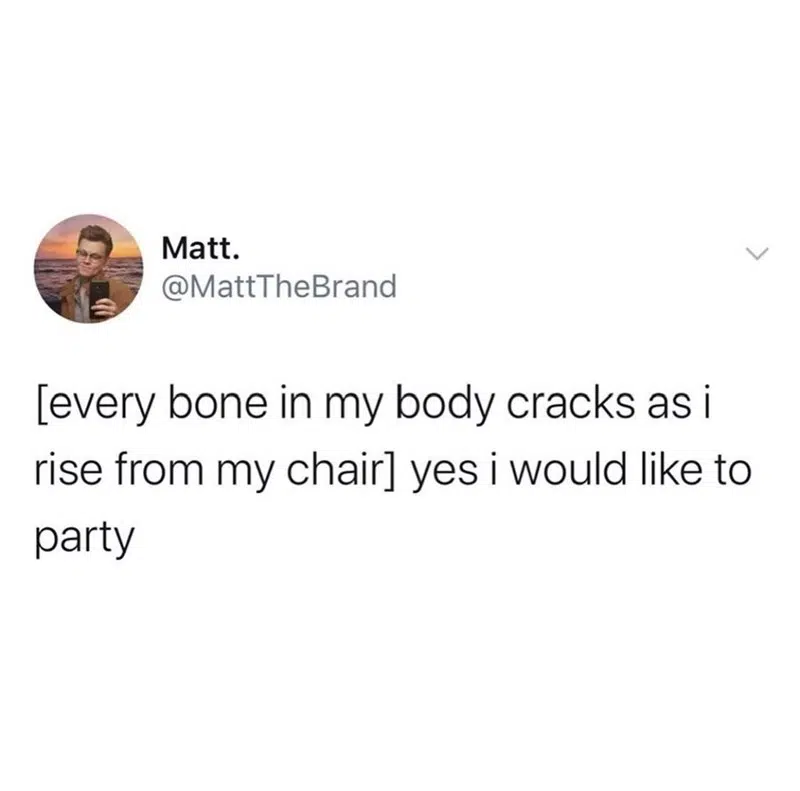 Matt.
@MattTheBrand
[every bone in my body cracks as i
rise from my chair] yes i would like to
party